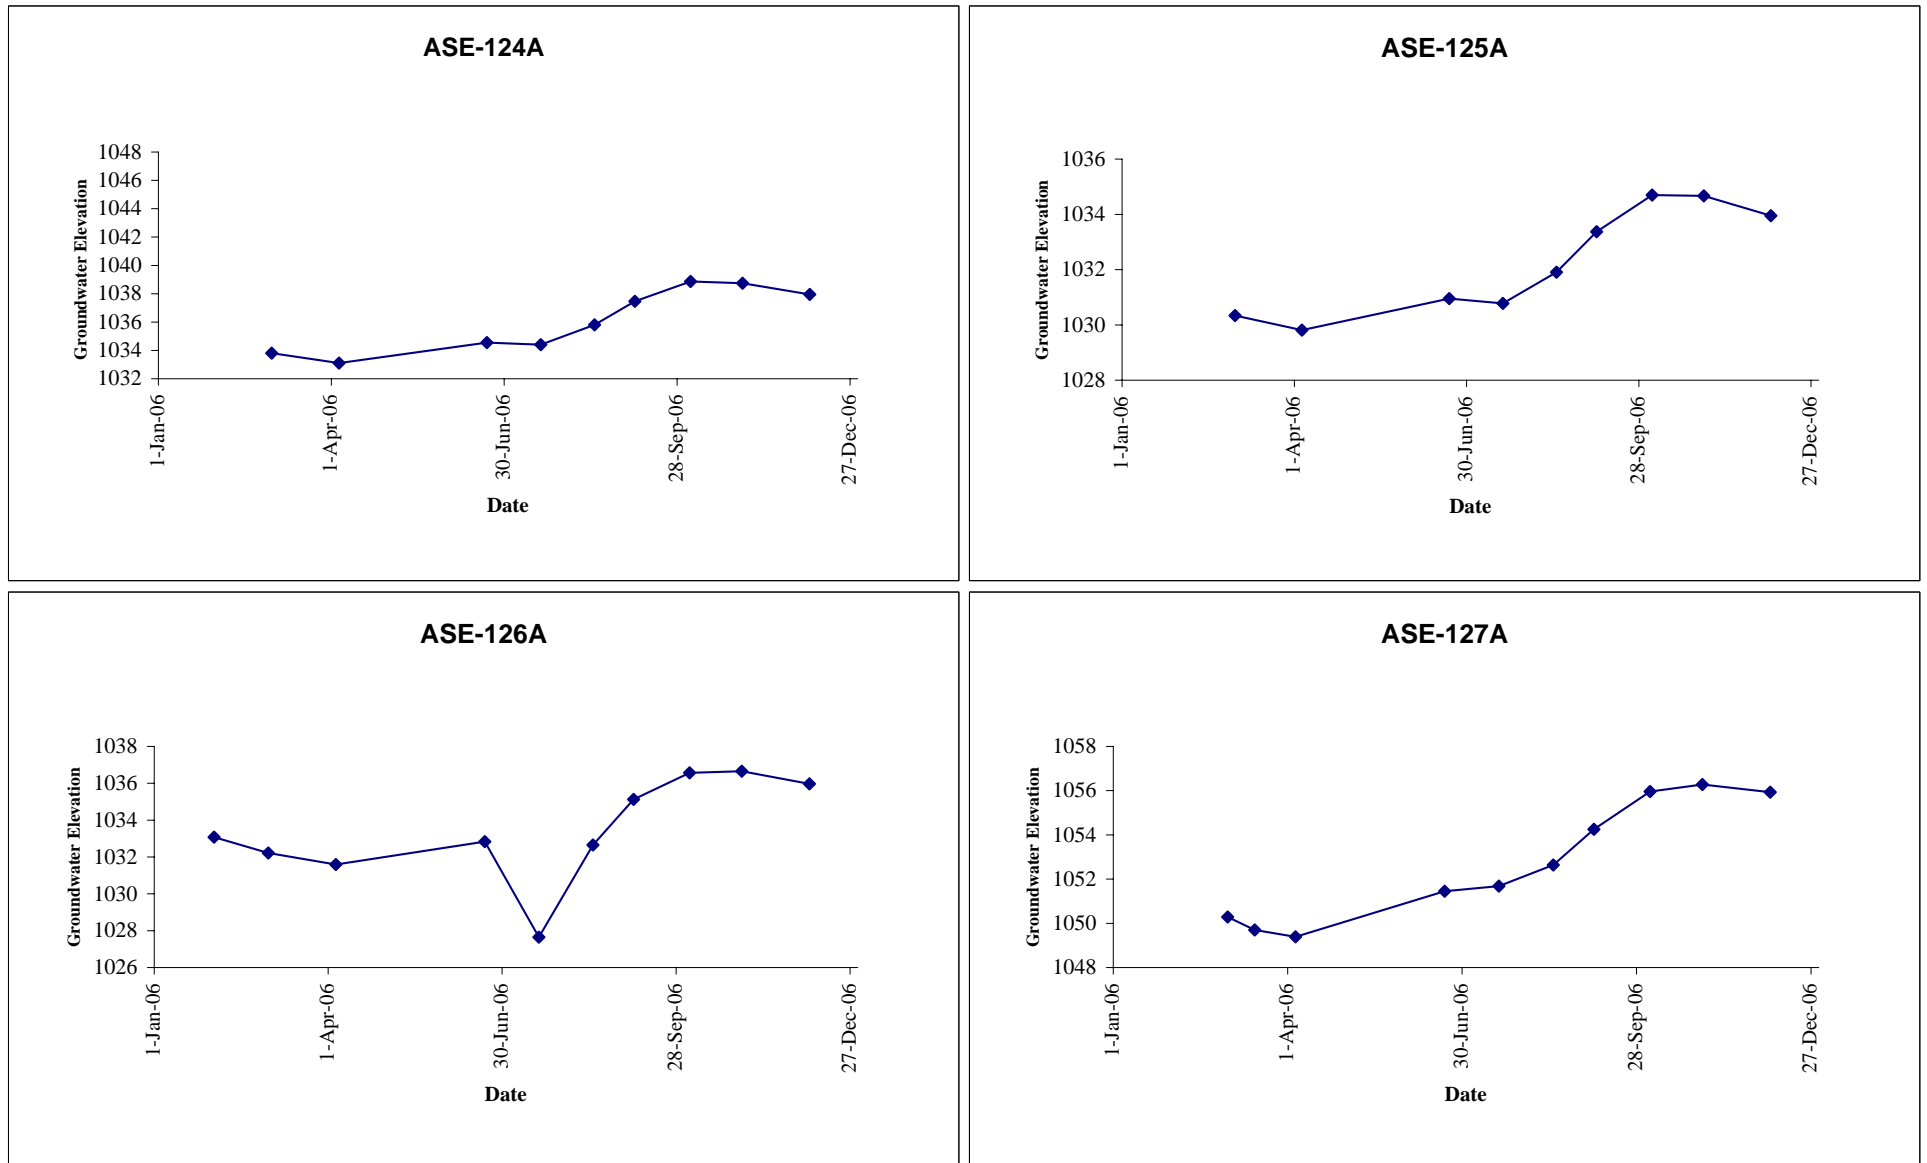 ASE-124A
Groundwater Elevation
1048
1046
1044
1042
1040
1038
1036
1034
1032
1-Jan-06
1-Apr-06
30-Jun-06
28-Sep-06
27-Dec-06
Date
ASE-125A
Groundwater Elevation
1036
1034
1032
1030
1028
1-Jan-06
1-Apr-06
30-Jun-06
28-Sep-06
27-Dec-06
Date
ASE-126A
Groundwater Elevation
1038
1036
1034
1032
1030
1028
1026
1-Jan-06
1-Apr-06
30-Jun-06
28-Sep-06
27-Dec-06
Date
ASE-127A
Groundwater Elevation
1058
1056
1054
1052
1050
1048
1-Jan-06
1-Apr-06
30-Jun-06
28-Sep-06
27-Dec-06
Date